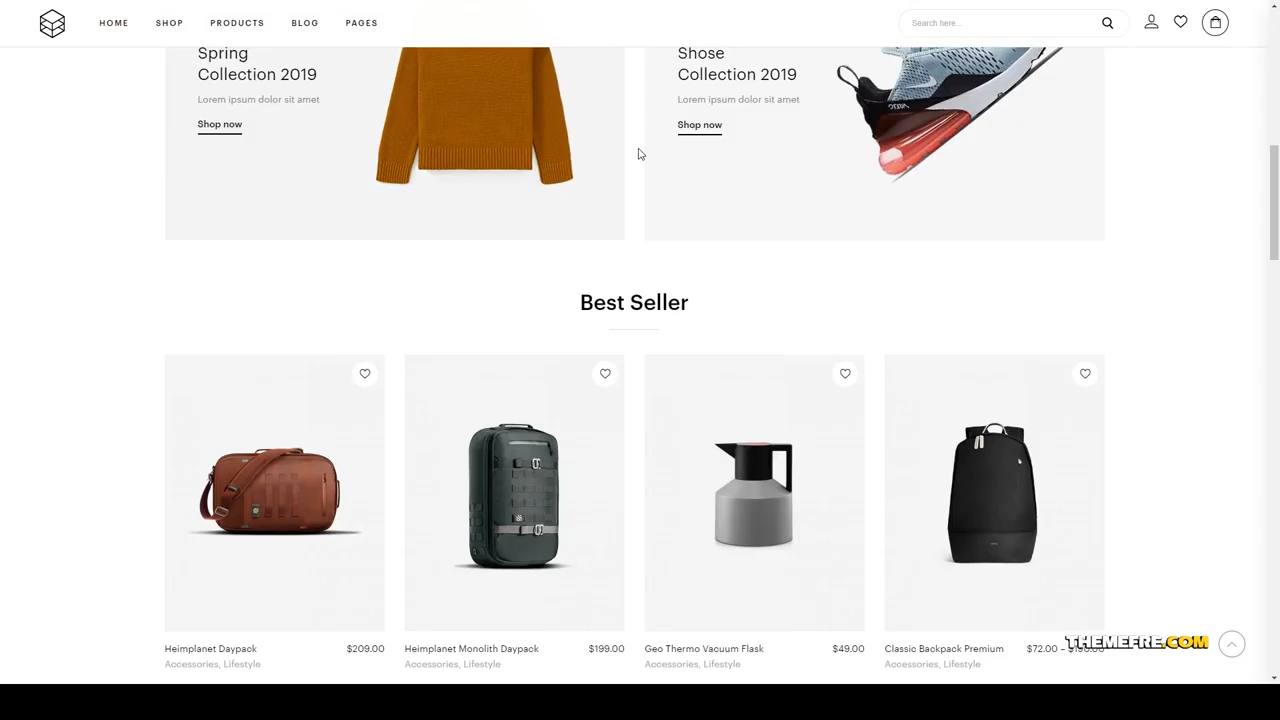 HOME SHOP PRODUCTS BLOG PAGES Search here...
Spring
Collection 2019
Lorem ipsum dolor sit amet
Shop now
Shose
Collection 2019
Lorem ipsum dolor sit amet
Shop now
Best Seller
Heimplanet Daypack $209.00
Accessories, Lifestyle
Heimplanet Monolith Daypack $199.00
Accessories, Lifestyle
Geo Thermo Vacuum Flask $49.00
Accessories, Lifestyle
Classic Backpack Premium $72.00 –
Accessories, Lifestyle
THEMEFRE.COM